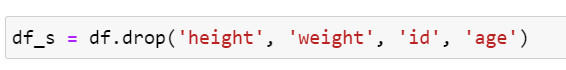 df_s = df.drop('height', 'weight', 'id', 'age')